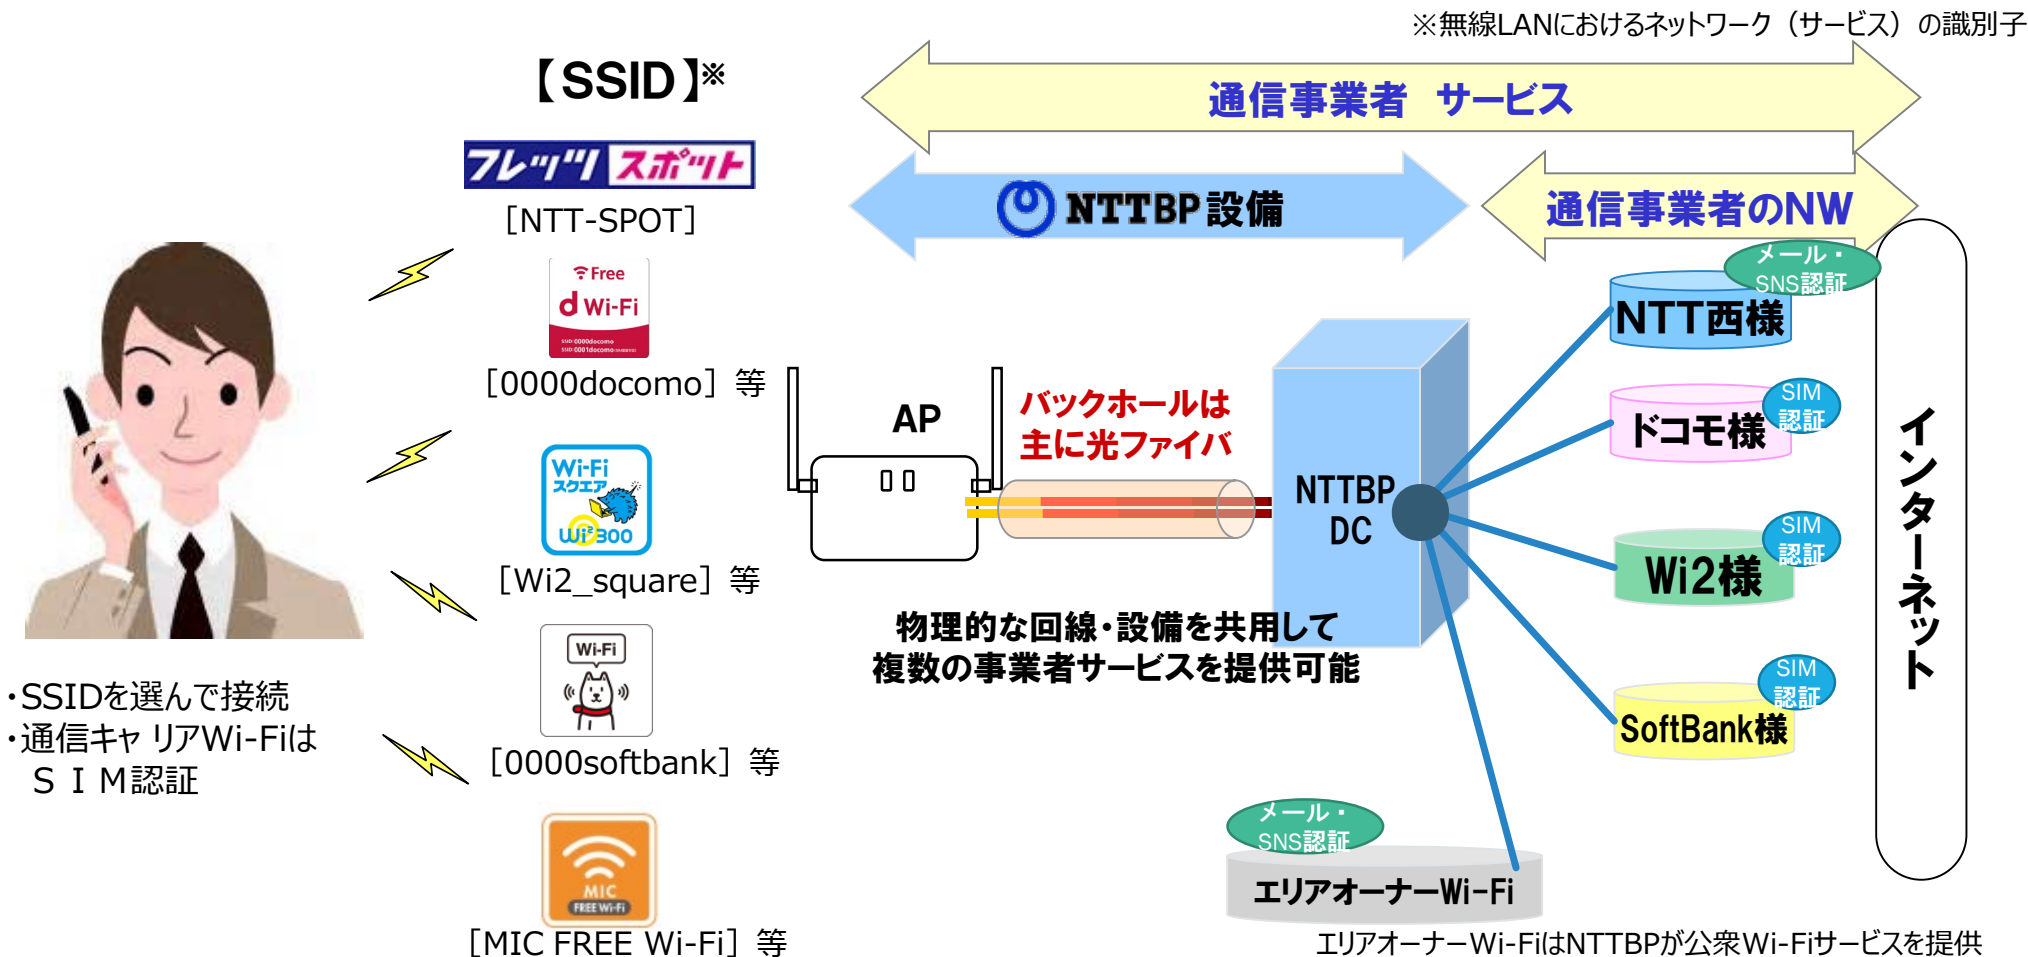 ※無線LANにおけるネットワーク（サービス）の識別子
【SSID】※
通信事業者 サービス
フレッツ スポット
[NTT-SPOT]
NTTBP設備
通信事業者のNW
Free
d Wi-Fi
SSID:0000docomo
SSID:0001docomo
[0000docomo] 等
Wi-Fi
スクエア
Wi²300
[Wi2_square] 等
Wi-Fi
[0000softbank] 等
MIC
FREE Wi-Fi
[MIC FREE Wi-Fi] 等
・SSIDを選んで接続
・通信キャリアWi-Fiは
ＳＩＭ認証
AP
バックホールは
主に光ファイバ
NTTBP
DC
物理的な回線・設備を共用して
複数の事業者サービスを提供可能
メール・
SNS認証
NTT西様
SIM
認証
ドコモ様
SIM
認証
Wi2様
SIM
認証
SoftBank様
メール・
SNS認証
エリアオーナーWi-Fi
インターネット
エリアオーナーWi-FiはNTTBPが公衆Wi-Fiサービスを提供